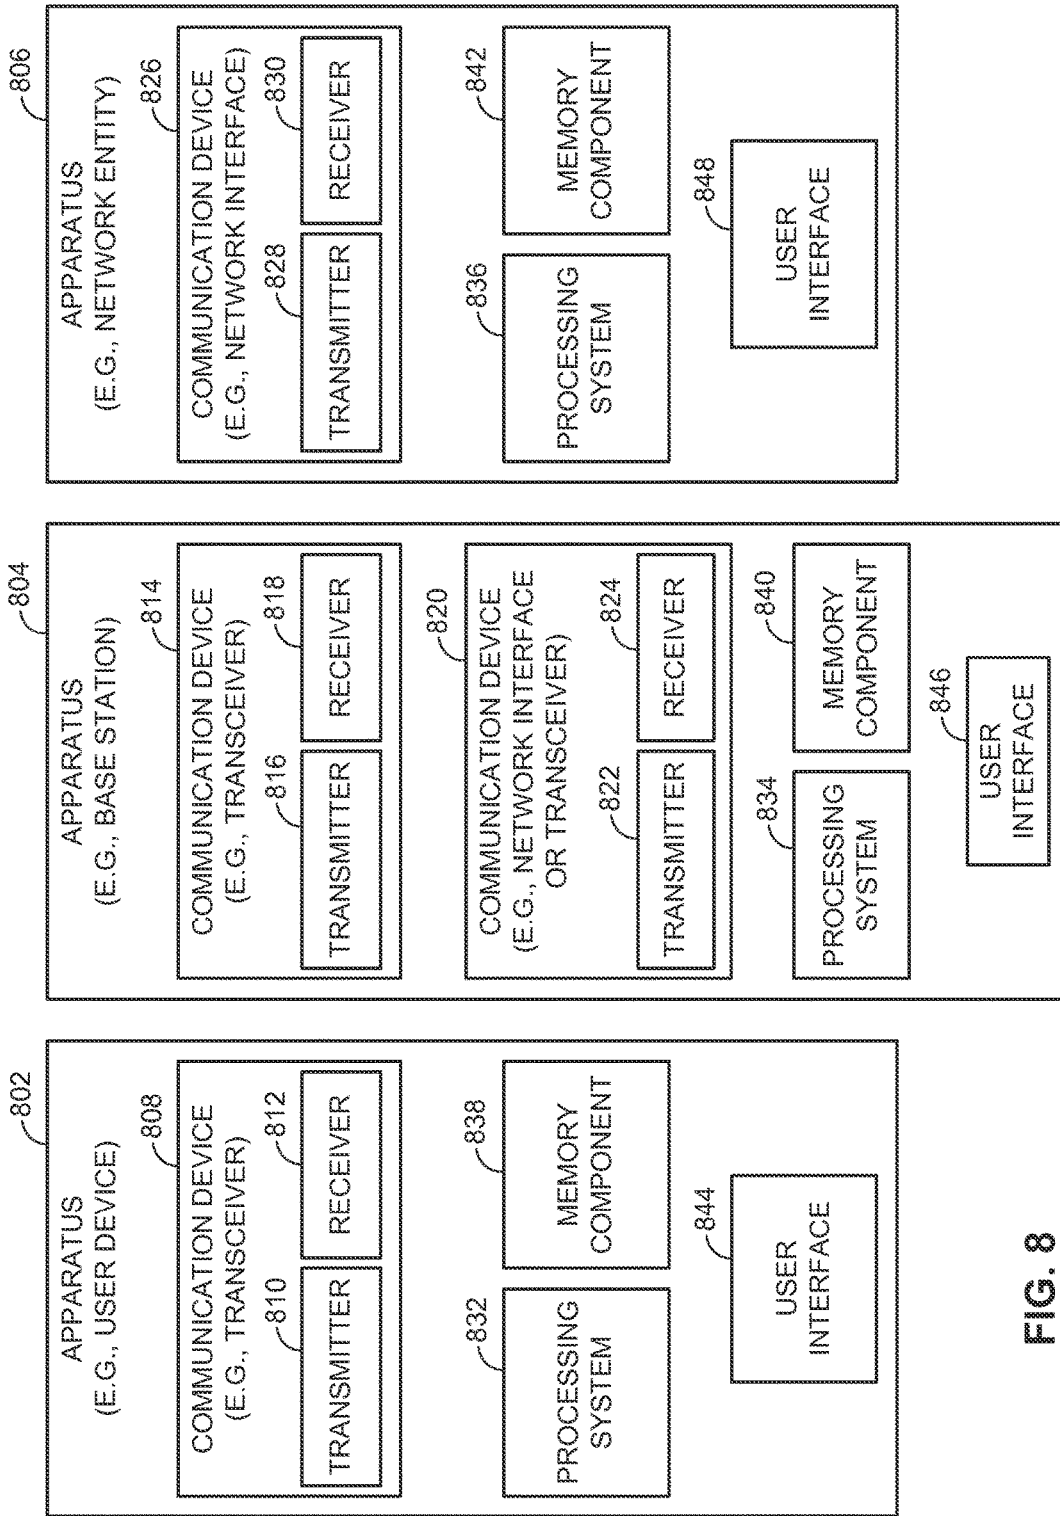 802
APPARATUS
(E.G., USER DEVICE)
808
COMMUNICATION DEVICE
(E.G., TRANSCEIVER)
810
TRANSMITTER
812
RECEIVER
832
PROCESSING
SYSTEM
838
MEMORY
COMPONENT
844
USER
INTERFACE
804
APPARATUS
(E.G., BASE STATION)
814
COMMUNICATION DEVICE
(E.G., TRANSCEIVER)
816
TRANSMITTER
818
RECEIVER
820
COMMUNICATION DEVICE
(E.G., NETWORK INTERFACE
OR TRANSCEIVER)
822
TRANSMITTER
824
RECEIVER
834
PROCESSING
SYSTEM
840
MEMORY
COMPONENT
846
USER
INTERFACE
806
APPARATUS
(E.G., NETWORK ENTITY)
826
COMMUNICATION DEVICE
(E.G., NETWORK INTERFACE)
828
TRANSMITTER
830
RECEIVER
836
PROCESSING
SYSTEM
842
MEMORY
COMPONENT
848
USER
INTERFACE
FIG. 8